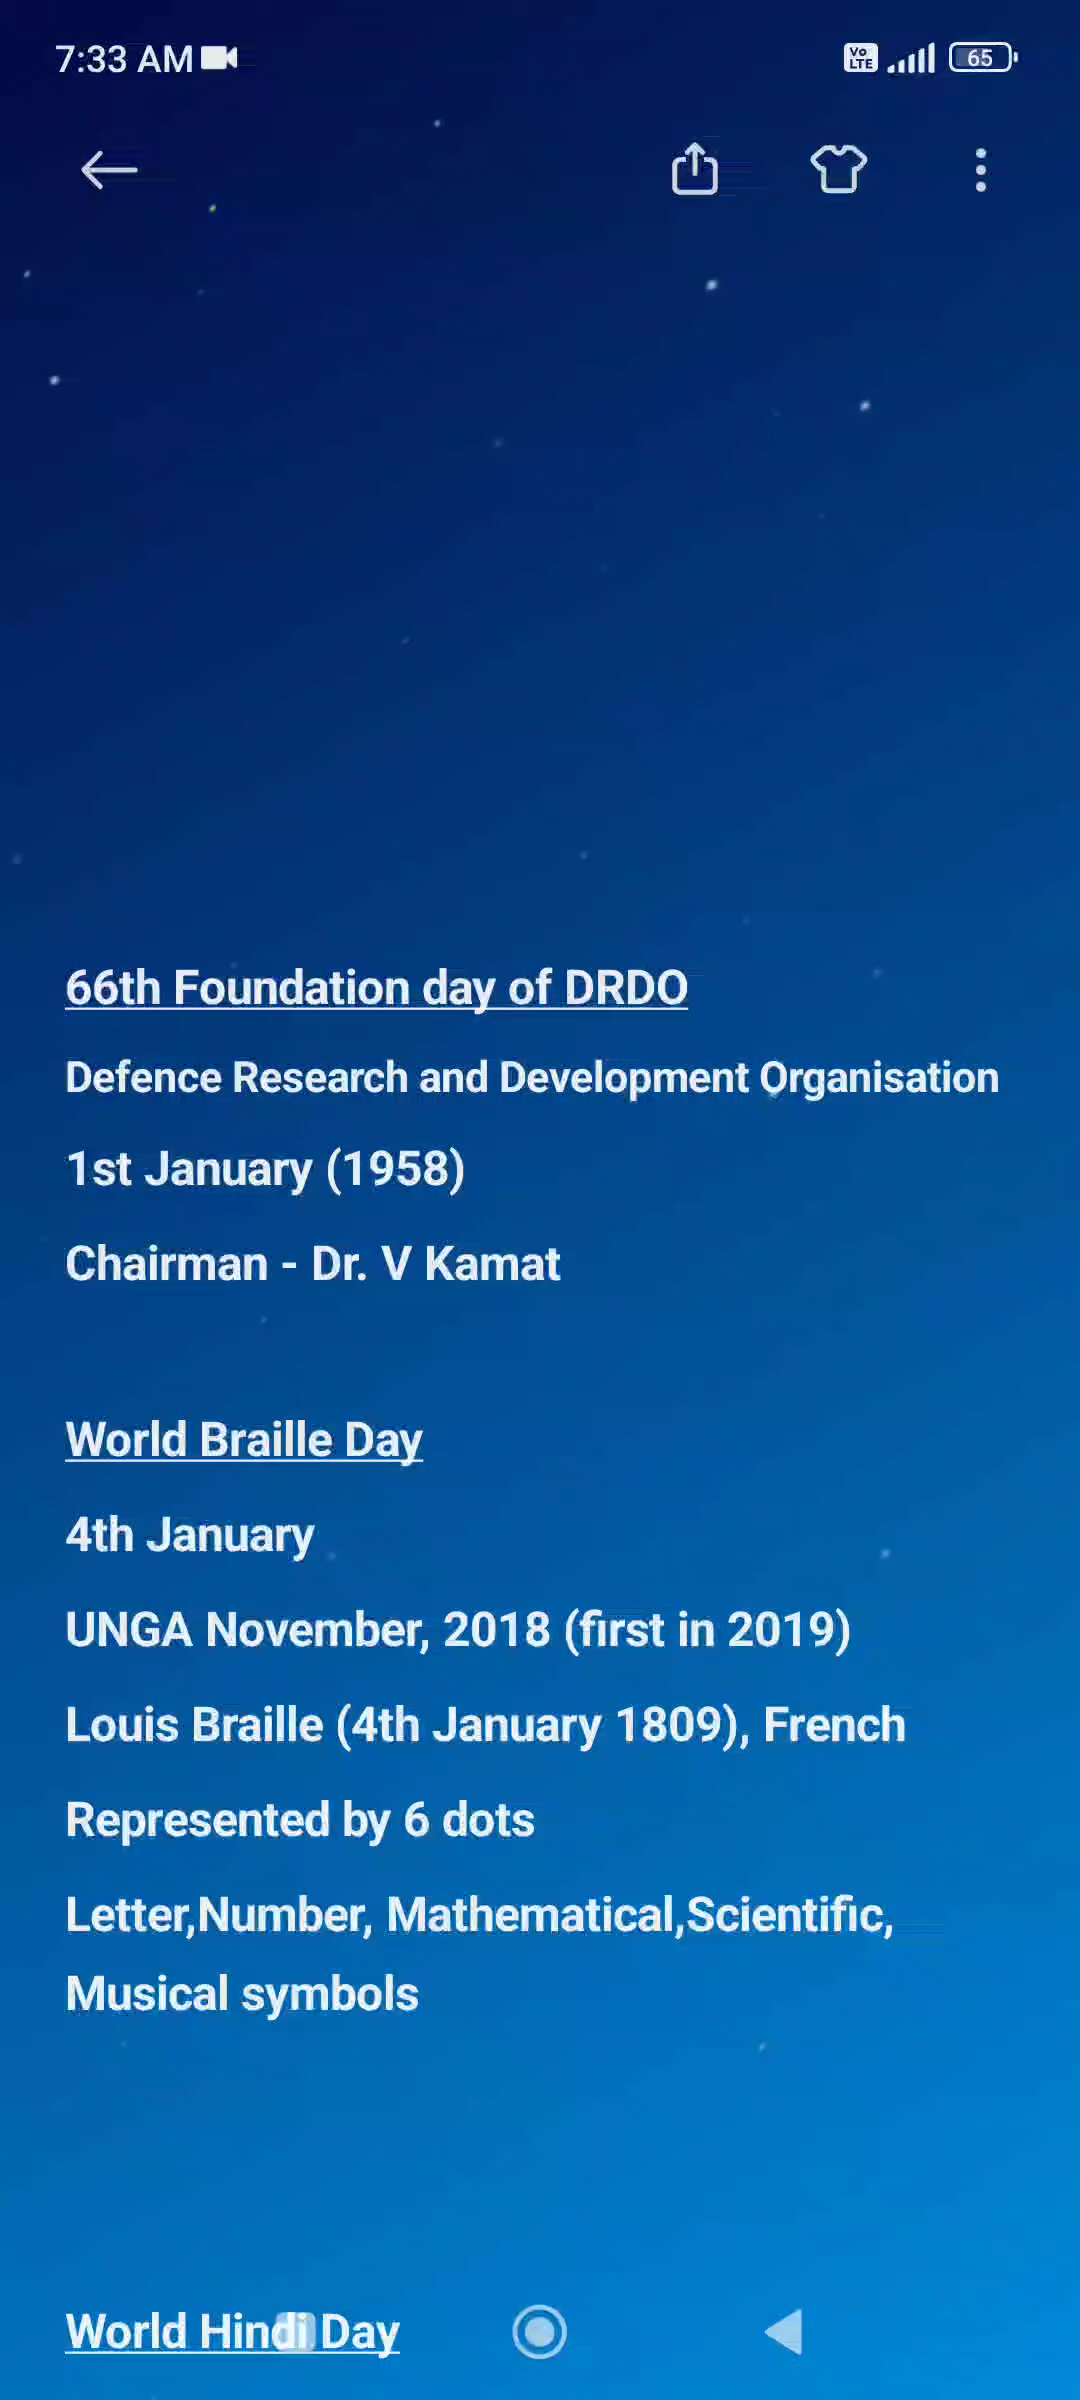 7:33 AM
Vo LTE
65
66th Foundation day of DRDO
Defence Research and Development Organisation
1st January (1958)
Chairman - Dr. V Kamat
World Braille Day
4th January
UNGA November, 2018 (first in 2019)
Louis Braille (4th January 1809), French
Represented by 6 dots
Letter,Number, Mathematical,Scientific,
Musical symbols
World Hindi Day